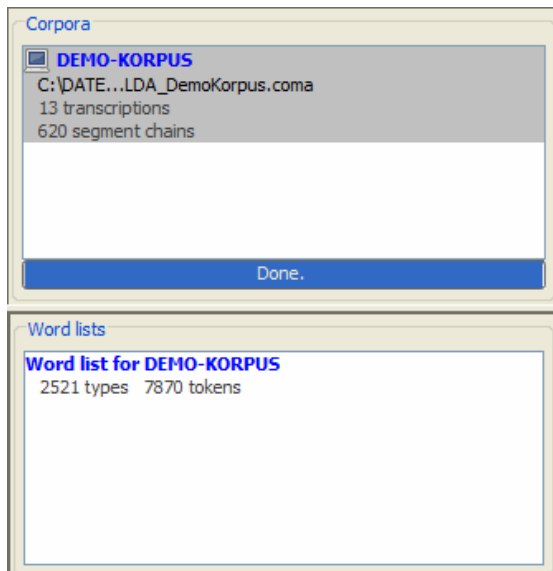 Corpora
DEMO-KORPUS
C:\DATE...LDA_DemoKorpus.coma
13 transcriptions
620 segment chains
Done.
Word lists
Word list for DEMO-KORPUS
2521 types 7870 tokens